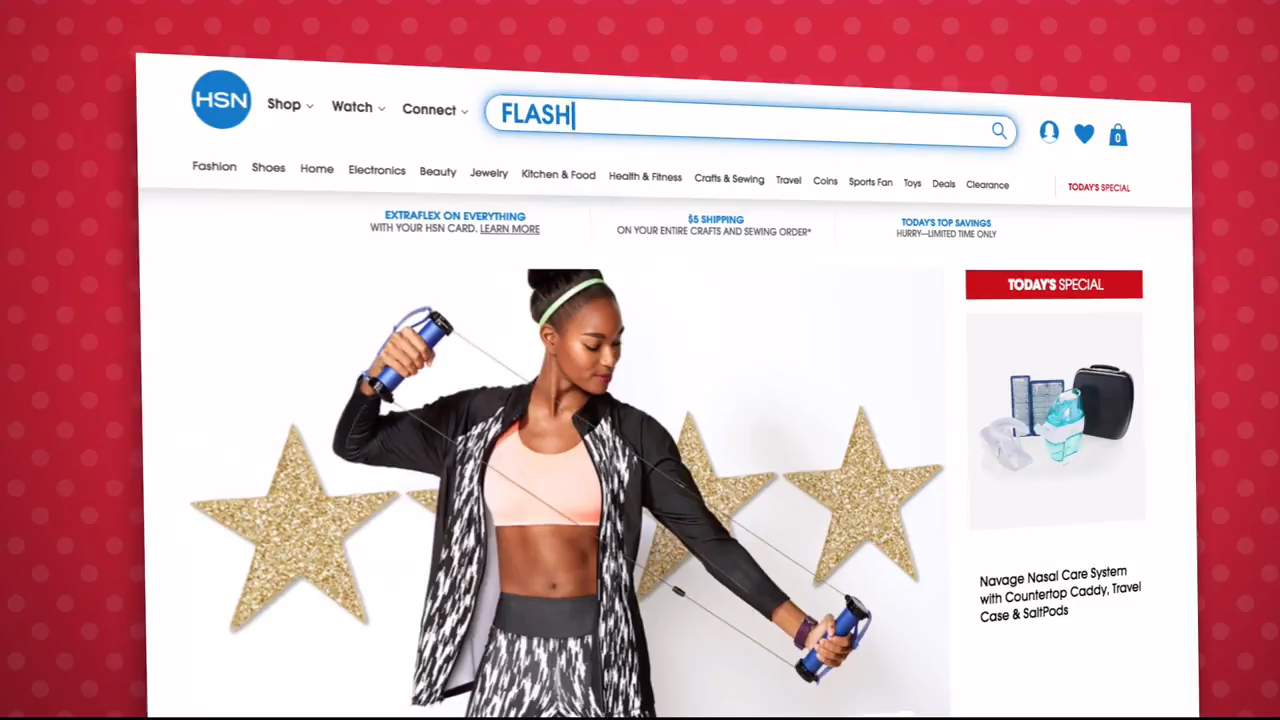 HSN
Shop
Watch
Connect
FLASH
0
Fashion
Shoes
Home
Electronics
Beauty
Jewelry
Kitchen & Food
Health & Fitness
Crafts & Sewing
Travel
Coins
Sports Fan
Toys
Deals
Clearance
TODAY'S SPECIAL
EXTRAFLEX ON EVERYTHING
WITH YOUR HSN CARD. LEARN MORE
$5 SHIPPING
ON YOUR ENTIRE CRAFTS AND SEWING ORDER*
TODAY'S TOP SAVINGS
HURRY—LIMITED TIME ONLY
TODAY'S SPECIAL
Navage Nasal Care System
with Countertop Caddy, Travel
Case & SaltPods